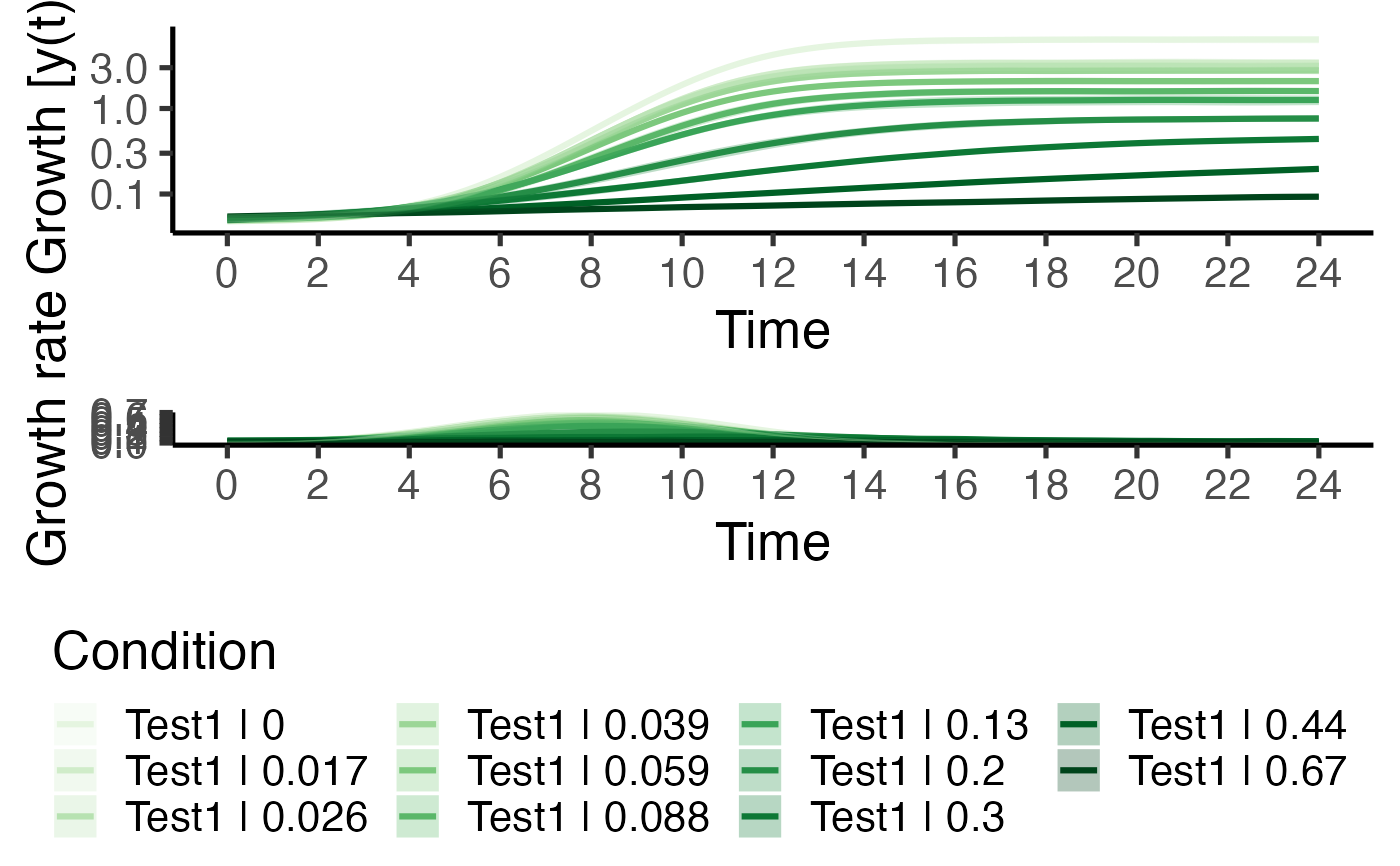 Growth [y(t)]
3.0
1.0
0.3
0.1
0 2 4 6 8 10 12 14 16 18 20 22 24
Time
Growth rate
0 2 4 6 8 10 12 14 16 18 20 22 24
Time
Condition
Test1 | 0
Test1 | 0.017
Test1 | 0.026
Test1 | 0.039
Test1 | 0.059
Test1 | 0.088
Test1 | 0.13
Test1 | 0.2
Test1 | 0.3
Test1 | 0.44
Test1 | 0.67